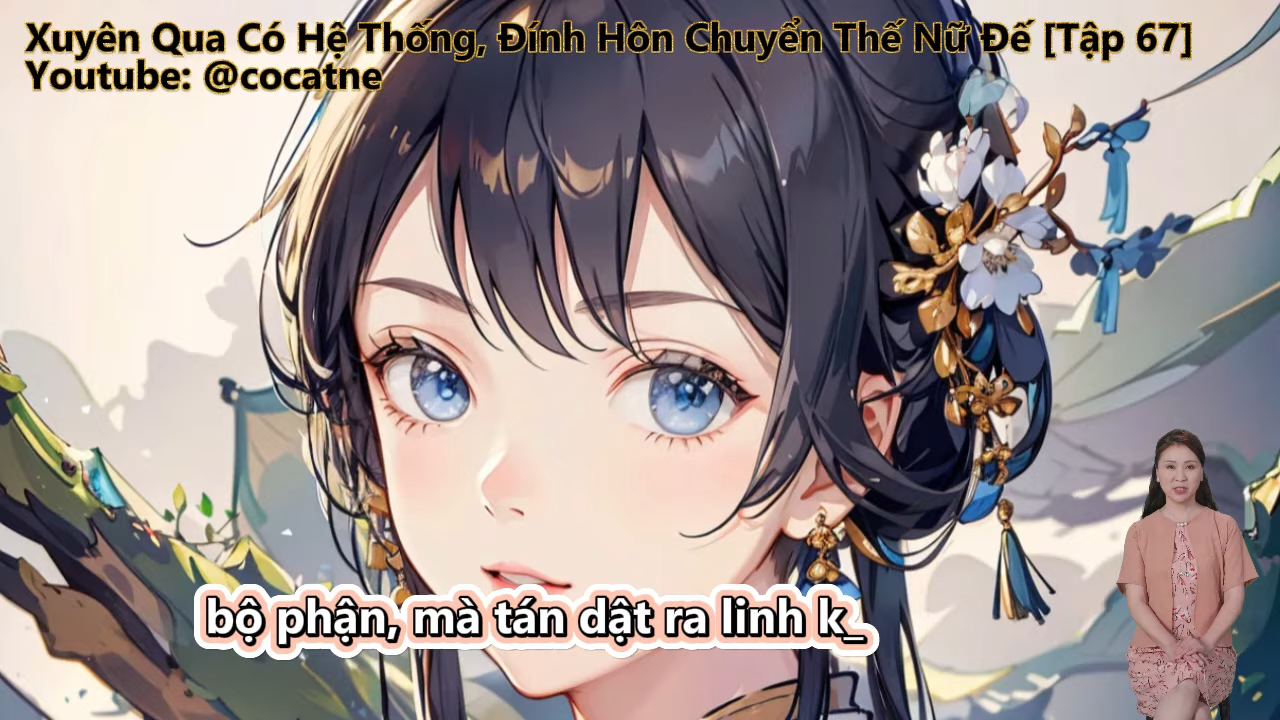 Xuyên Qua Có Hệ Thống, Đính Hôn Chuyển Thế Nữ Đế [Tập 67]
Youtube: @cocatne
bộ phận, mà tán dật ra linh k_